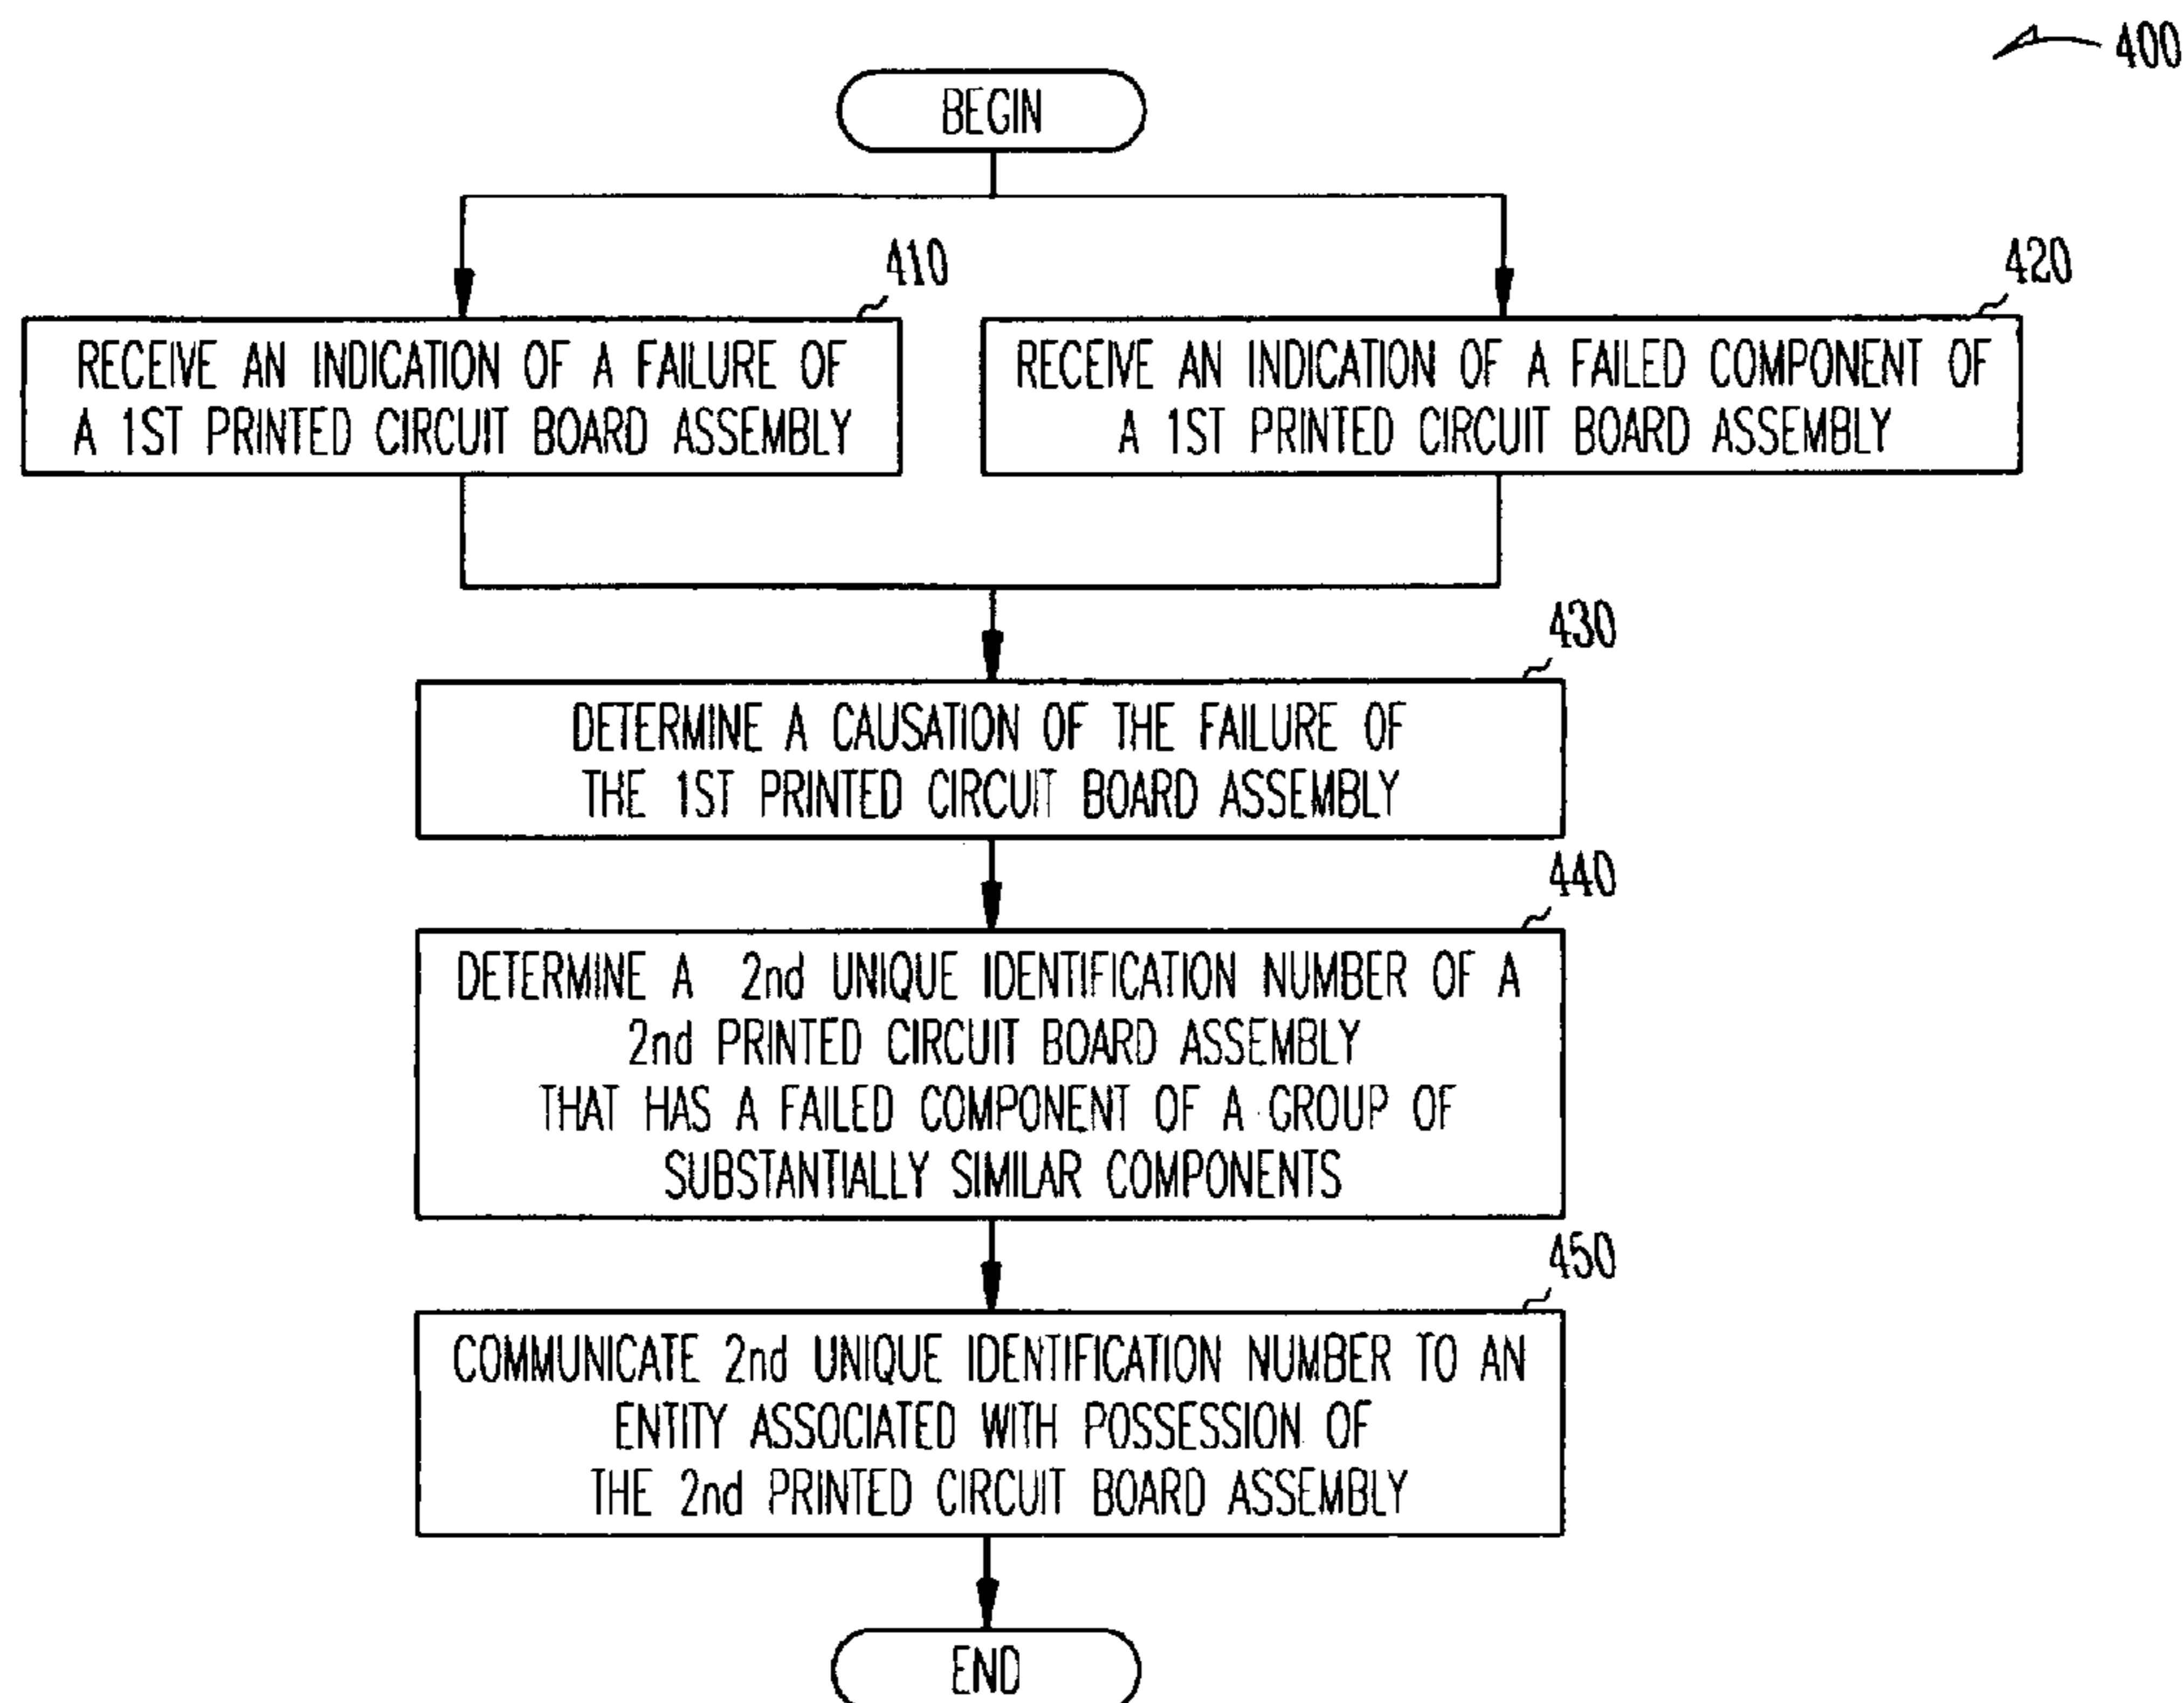 400
BEGIN
410
RECEIVE AN INDICATION OF A FAILURE OF
A 1ST PRINTED CIRCUIT BOARD ASSEMBLY
420
RECEIVE AN INDICATION OF A FAILED COMPONENT OF
A 1ST PRINTED CIRCUIT BOARD ASSEMBLY
430
DETERMINE A CAUSATION OF THE FAILURE OF
THE 1ST PRINTED CIRCUIT BOARD ASSEMBLY
440
DETERMINE A 2nd UNIQUE IDENTIFICATION NUMBER OF A
2nd PRINTED CIRCUIT BOARD ASSEMBLY
THAT HAS A FAILED COMPONENT OF A GROUP OF
SUBSTANTIALLY SIMILAR COMPONENTS
450
COMMUNICATE 2nd UNIQUE IDENTIFICATION NUMBER TO AN
ENTITY ASSOCIATED WITH POSSESSION OF
THE 2nd PRINTED CIRCUIT BOARD ASSEMBLY
END